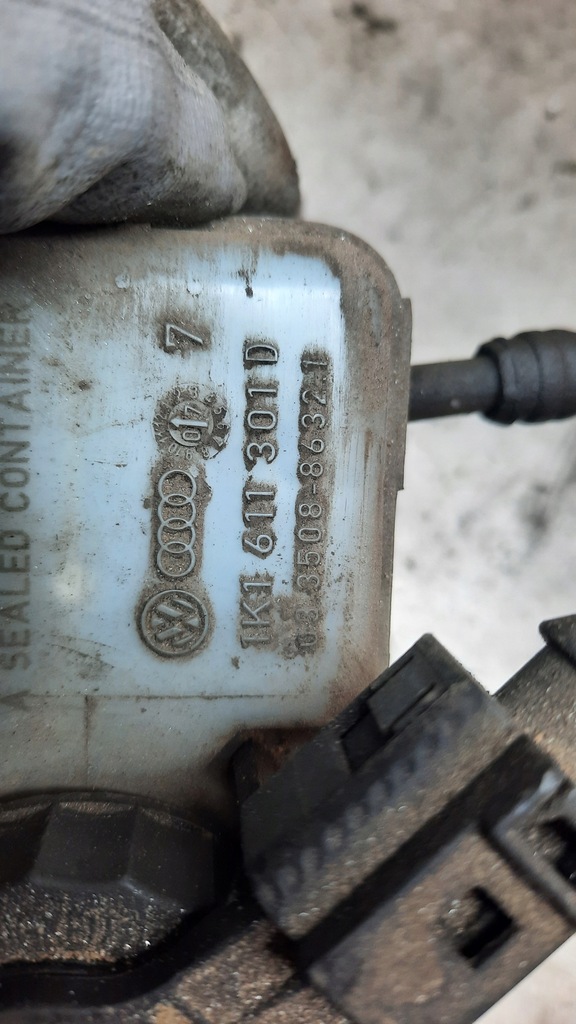 A SEALED CONTAINER
7
1K1 611 301 D
03.3508-8632.1